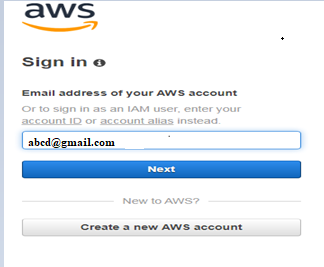 aws
Sign in
Email address of your AWS account
Or to sign in as an IAM user, enter your
account ID or account alias instead.
abcd@gmail.com
Next
New to AWS?
Create a new AWS account